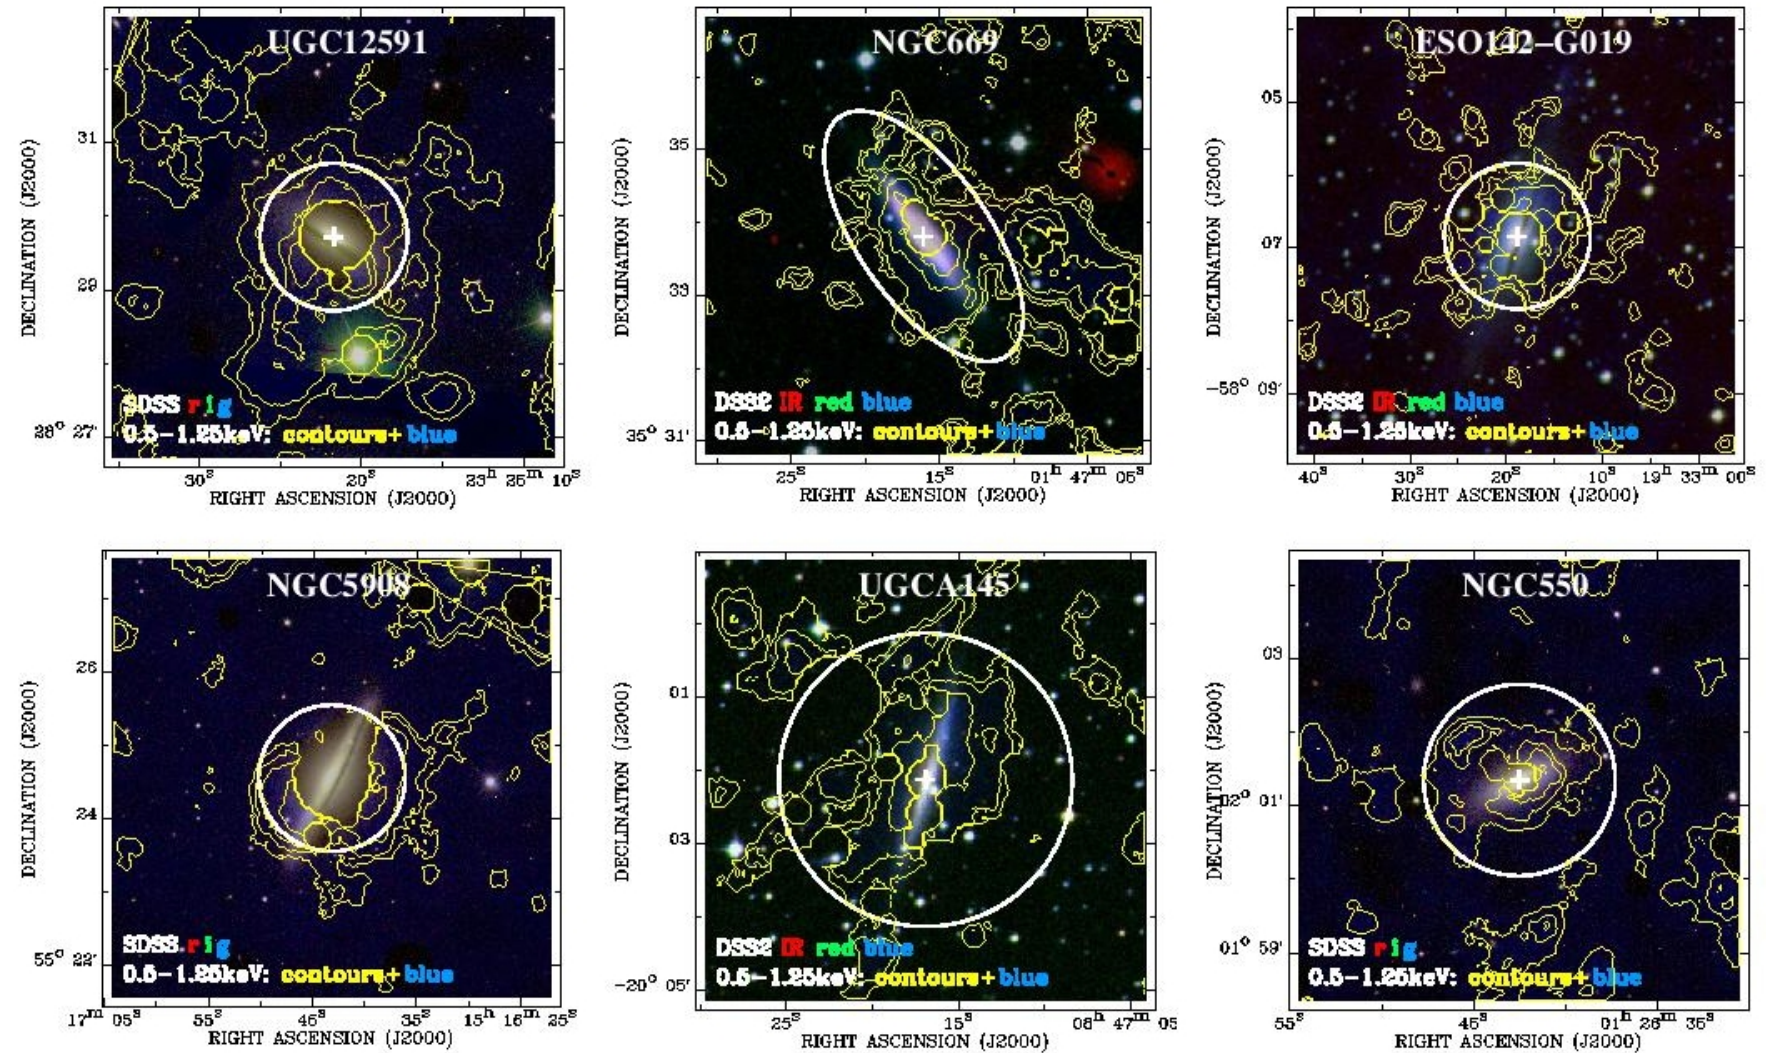 UGC12591
DECLINATION (J2000)
31
29
28° 27'
SDSS r i g
0.5-1.25keV: contours+blue
30s 20s 23h 25m 10s
RIGHT ASCENSION (J2000)
NGC669
DECLINATION (J2000)
35
33
35° 31'
DSS2 IR red blue
0.5-1.25keV: contours+blue
25s 15s 01h 47m 05s
RIGHT ASCENSION (J2000)
ESO142-G019
DECLINATION (J2000)
05
07
-58° 09'
DSS2 IR red blue
0.5-1.25keV: contours+blue
40s 30s 20s 10s 19h 33m 00s
RIGHT ASCENSION (J2000)
NGC5908
DECLINATION (J2000)
26
24
55° 22'
SDSS r i g
0.5-1.25keV: contours+blue
17m 05s 55s 45s 35s 15h 16m 25s
RIGHT ASCENSION (J2000)
UGCA145
DECLINATION (J2000)
01
03
-20° 05'
DSS2 IR red blue
0.5-1.25keV: contours+blue
25s 15s 08h 47m 05s
RIGHT ASCENSION (J2000)
NGC550
DECLINATION (J2000)
03
02° 01'
01° 59'
SDSS r i g
0.5-1.25keV: contours+blue
55s 45s 01h 26m 35s
RIGHT ASCENSION (J2000)